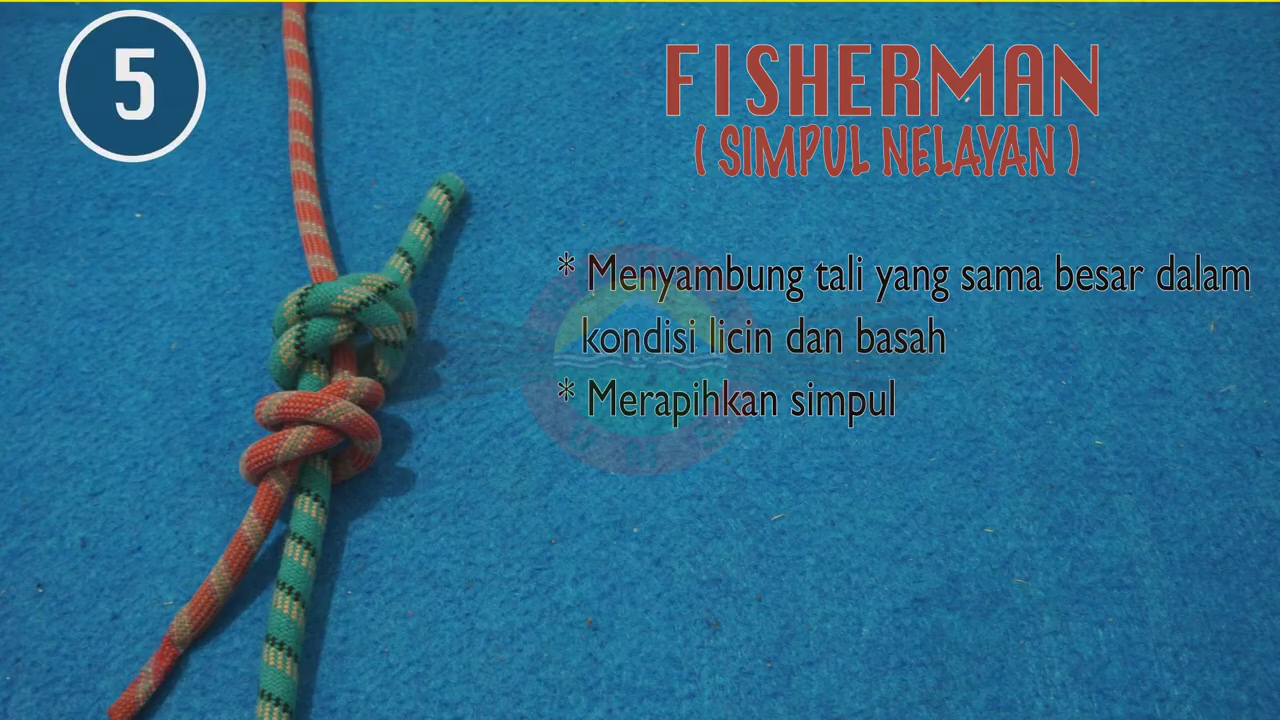 5
FISHERMAN
( SIMPUL NELAYAN )
* Menyambung tali yang sama besar dalam
kondisi licin dan basah
* Merapihkan simpul